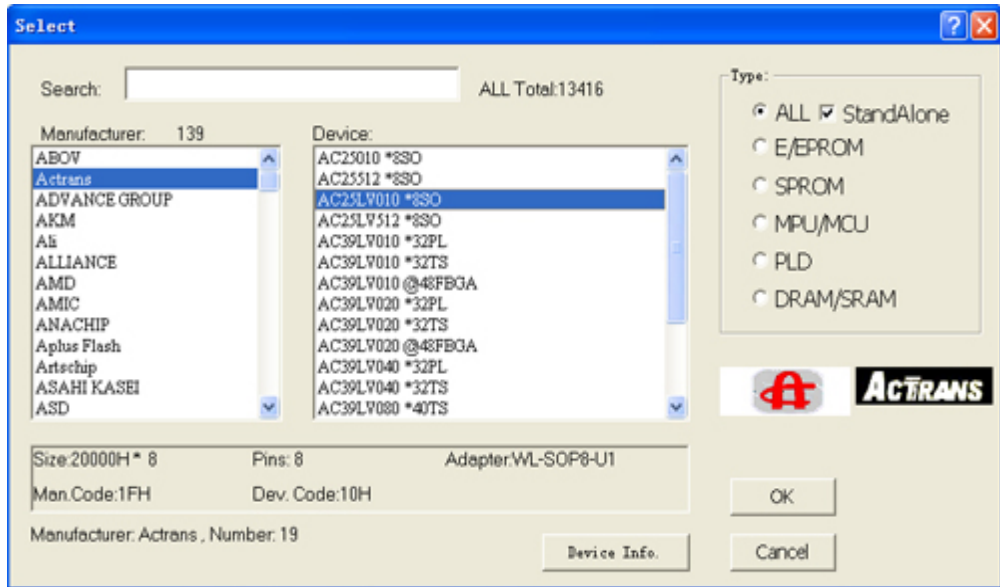 Select
Search:
ALL Total:13416
Manufacturer: 139
ABOV
Actrans
ADVANCE GROUP
AKM
Ali
ALLIANCE
AMD
AMIC
ANACHIP
Aplus Flash
Artschip
ASAHI KASEI
ASD
Device:
AC25010 *8SO
AC25512 *8SO
AC25LV010 *8SO
AC25LV512 *8SO
AC39LV010 *32PL
AC39LV010 *32TS
AC39LV010 @48FBGA
AC39LV020 *32PL
AC39LV020 *32TS
AC39LV020 @48FBGA
AC39LV040 *32PL
AC39LV040 *32TS
AC39LV080 *40TS
Type:
ALL StandAlone
E/EPROM
SPROM
MPU/MCU
PLD
DRAM/SRAM
ACTRANS
Size:20000H * 8 Pins: 8 Adapter:WL-SOP8-U1
Man.Code:1FH Dev. Code:10H
Manufacturer: Actrans , Number: 19
Device Info.
OK
Cancel